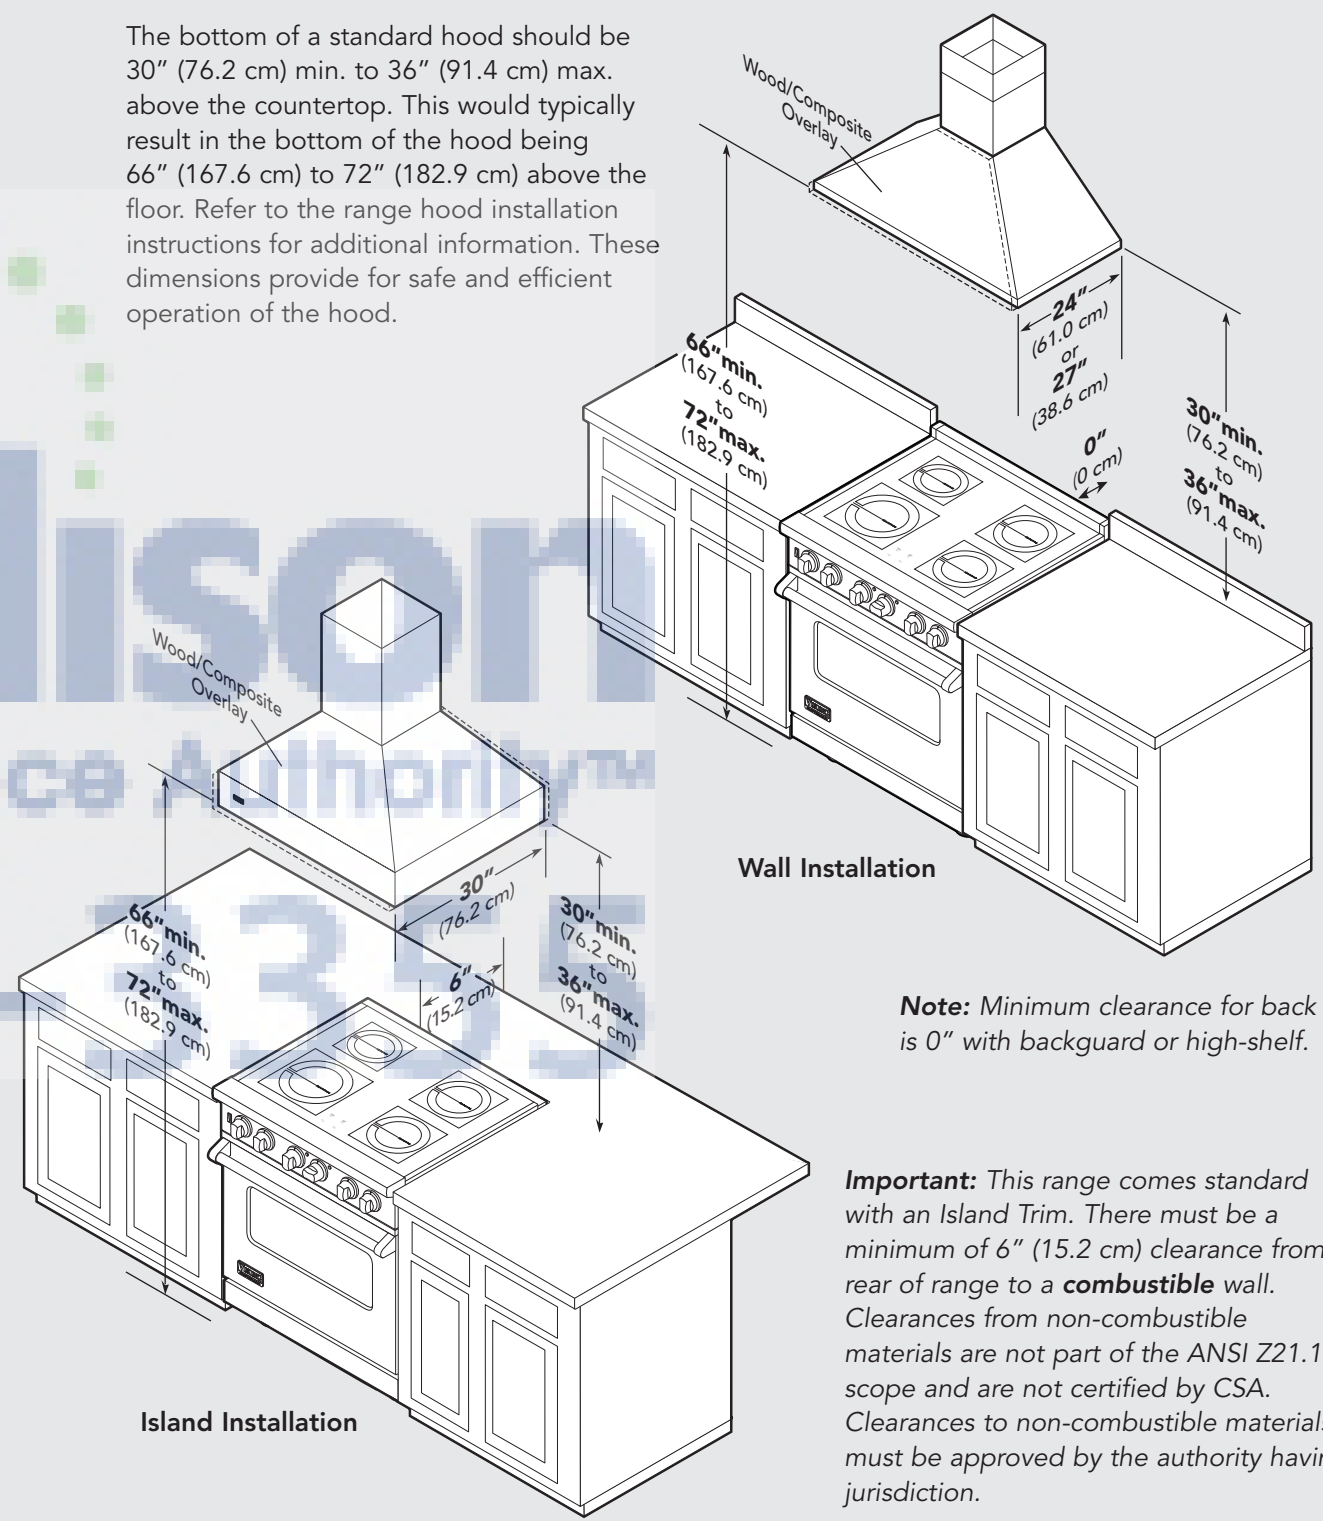 The bottom of a standard hood should be
30” (76.2 cm) min. to 36” (91.4 cm) max.
above the countertop. This would typically
result in the bottom of the hood being
66” (167.6 cm) to 72” (182.9 cm) above the
floor. Refer to the range hood installation
instructions for additional information. These
dimensions provide for safe and efficient
operation of the hood.
Wood/Composite
Overlay
66” min.
(167.6 cm)
to
72” max.
(182.9 cm)
24”
(61.0 cm)
or
27”
(38.6 cm)
0”
(0 cm)
30” min.
(76.2 cm)
to
36” max.
(91.4 cm)
Wall Installation
lison
ce Authority™
-3355
Wood/Composite
Overlay
66” min.
(167.6 cm)
to
72” max.
(182.9 cm)
30”
(76.2 cm)
6”
(15.2 cm)
30” min.
(76.2 cm)
to
36” max.
(91.4 cm)
Island Installation
Note: Minimum clearance for back
is 0” with backguard or high-shelf.
Important: This range comes standard
with an Island Trim. There must be a
minimum of 6” (15.2 cm) clearance from
rear of range to a combustible wall.
Clearances from non-combustible
materials are not part of the ANSI Z21.1
scope and are not certified by CSA.
Clearances to non-combustible materials
must be approved by the authority havin
jurisdiction.